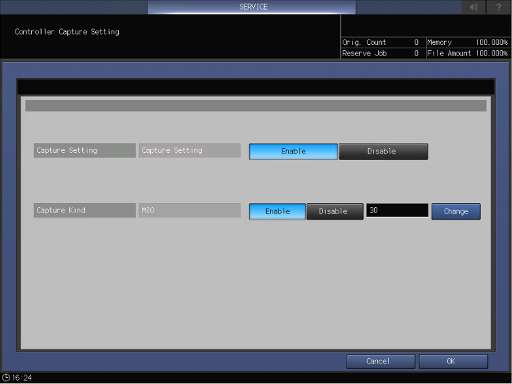 SERVICE
?
Controller Capture Setting
Orig. Count 0 Memory 100.000%
Reserve Job 0 File Amount 100.000%
Capture Setting Capture Setting Enable Disable
Capture Kind MIO Enable Disable 30 Change
Cancel OK
16:24